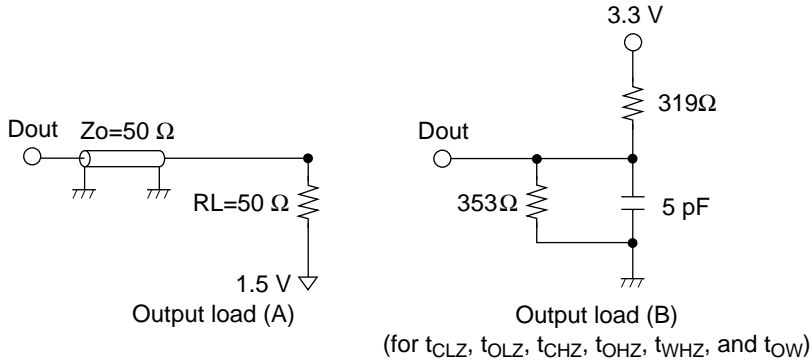 Dout
Zo=50 Ω
RL=50 Ω
1.5 V
Output load (A)
3.3 V
319Ω
Dout
353Ω
5 pF
Output load (B)
(for tCLZ, tOLZ, tCHZ, tOHZ, tWHZ, and tOW)